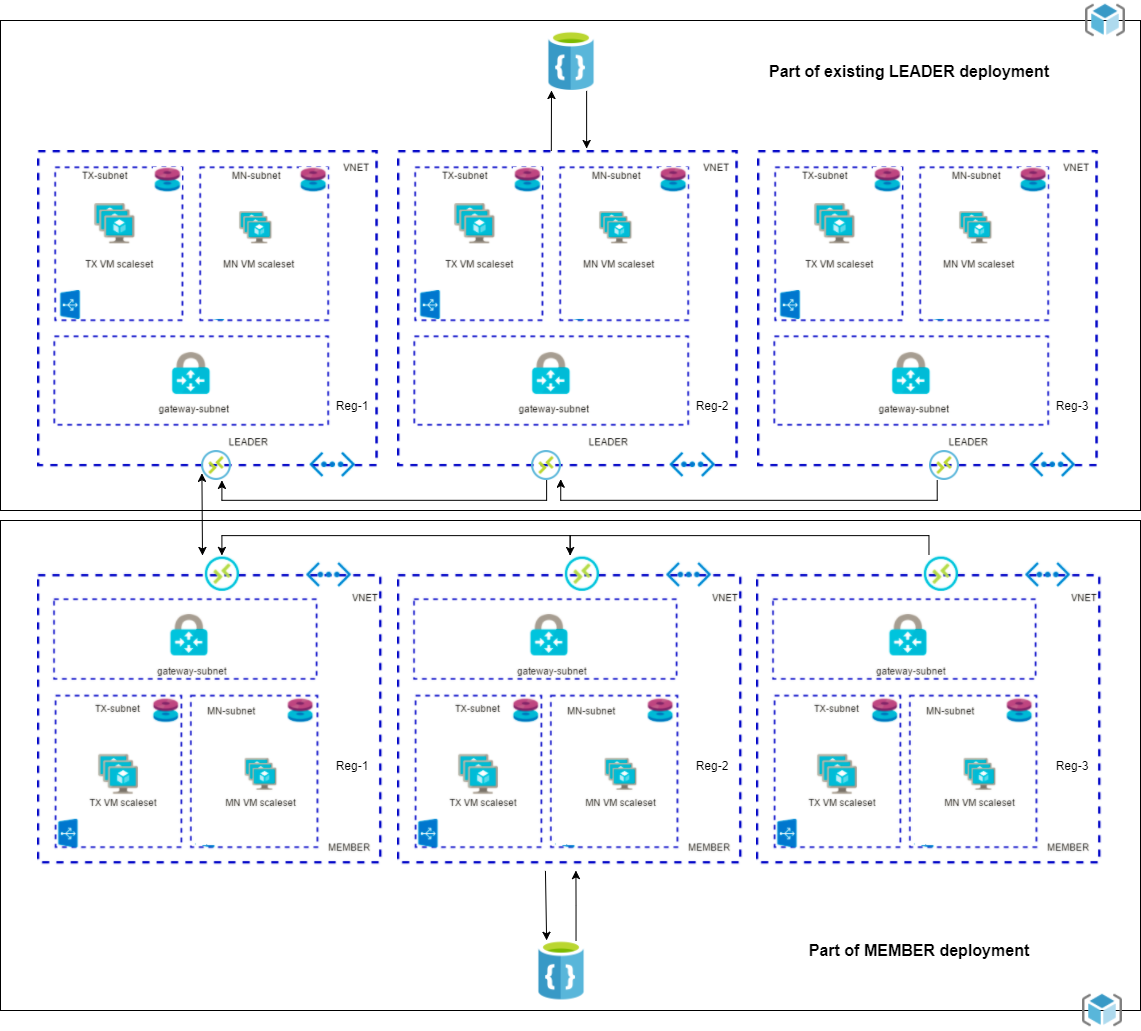 Part of existing LEADER deployment
VNET
TX-subnet
MN-subnet
TX VM scaleset
MN VM scaleset
gateway-subnet
Reg-1
LEADER
VNET
TX-subnet
MN-subnet
TX VM scaleset
MN VM scaleset
gateway-subnet
Reg-2
LEADER
VNET
TX-subnet
MN-subnet
TX VM scaleset
MN VM scaleset
gateway-subnet
Reg-3
LEADER
VNET
gateway-subnet
TX-subnet
MN-subnet
Reg-1
TX VM scaleset
MN VM scaleset
MEMBER
VNET
gateway-subnet
TX-subnet
MN-subnet
Reg-2
TX VM scaleset
MN VM scaleset
MEMBER
VNET
gateway-subnet
TX-subnet
MN-subnet
Reg-3
TX VM scaleset
MN VM scaleset
MEMBER
Part of MEMBER deployment